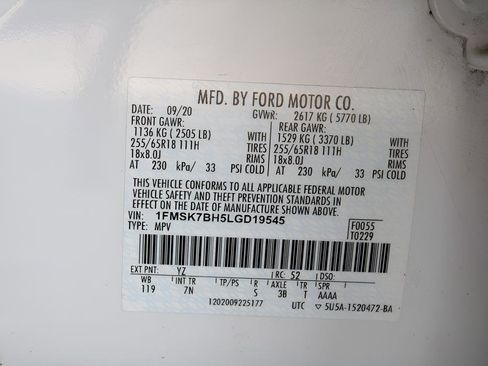 MFD. BY FORD MOTOR CO.
DATE: 09/20 GVWR: 2617 KG ( 5770 LB)
FRONT GAWR: REAR GAWR:
1136 KG ( 2505 LB) WITH 1529 KG ( 3370 LB) WITH
255/65R18 111H TIRES 255/65R18 111H TIRES
18x8.0J RIMS 18x8.0J RIMS
AT 230 kPa/ 33 PSI COLD AT 230 kPa/ 33 PSI COLD
THIS VEHICLE CONFORMS TO ALL APPLICABLE FEDERAL MOTOR
VEHICLE SAFETY AND THEFT PREVENTION STANDARDS IN
EFFECT ON THE DATE OF MANUFACTURE SHOWN ABOVE.
VIN: 1FMSK7BH5LGD19545 F0055
TYPE: MPV T0229
EXT PNT: YZ RC: 52 DSO:
WB INT TR TP/PS R AXLE T SPR
119 7N S 3B T AAAA
1202009225177 UTC ▽ 5U5A-1520472-BA